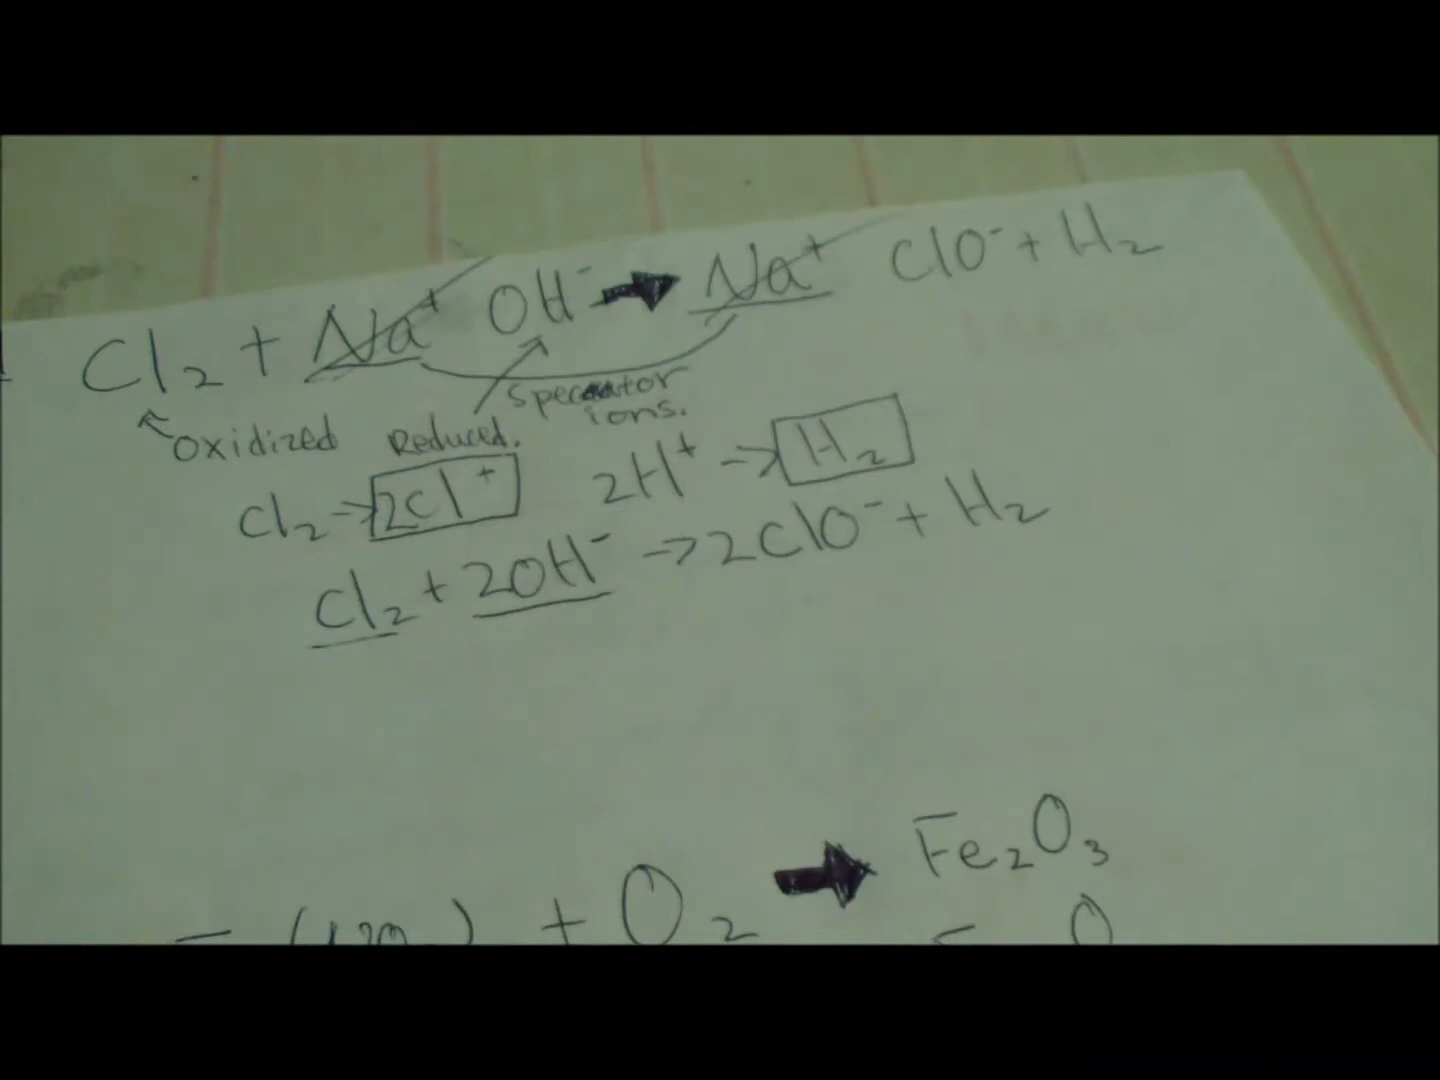 Cl₂ + Na⁺ OH⁻ → Na⁺ ClO⁻ + H₂
spectator
ions.
oxidized Reduced.
Cl₂ → 2Cl⁺ 2H⁺ → H₂
Cl₂ + 2OH⁻ → 2ClO⁻ + H₂
+ O₂ → Fe₂O₃